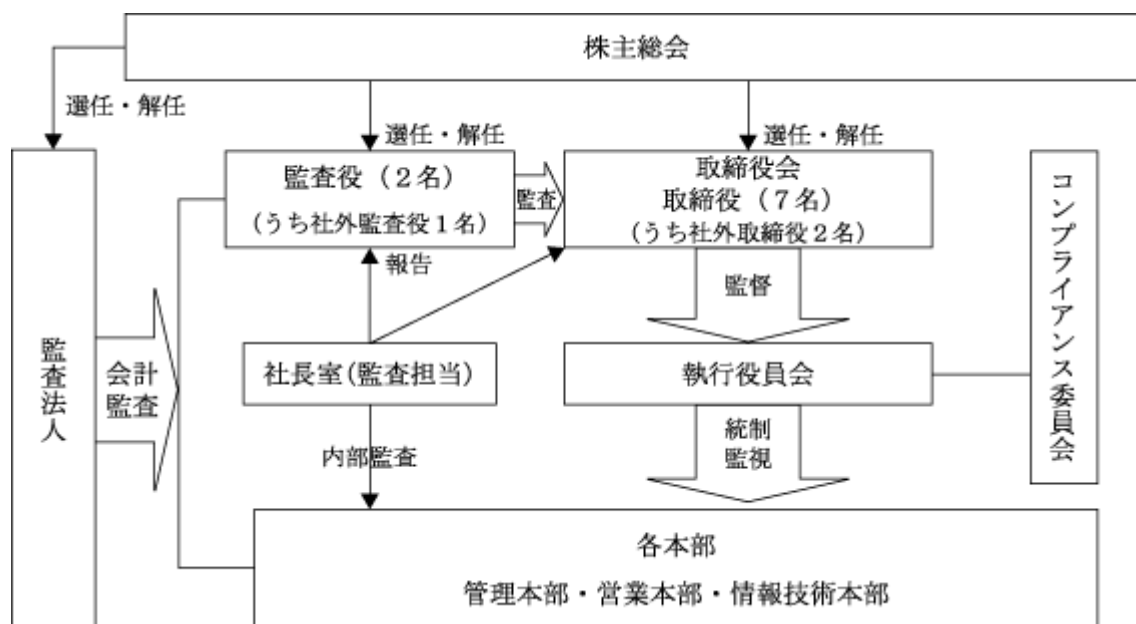 株主総会
選任・解任
選任・解任
選任・解任
監査役（２名）
（うち社外監査役１名）
監査
取締役会
取締役（７名）
（うち社外取締役２名）
コンプライアンス委員会
報告
監督
監査法人
会計
監査
社長室（監査担当）
執行役員会
内部監査
統制
監視
各本部
管理本部・営業本部・情報技術本部